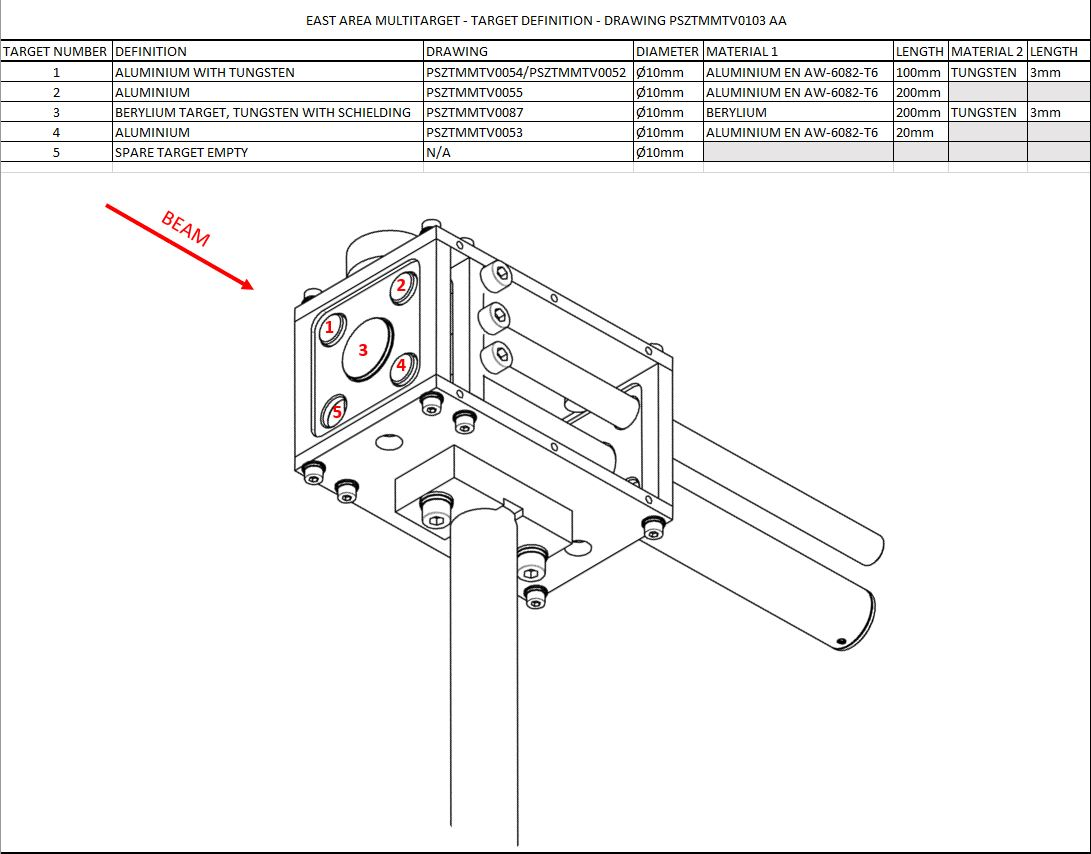 EAST AREA MULTITARGET - TARGET DEFINITION - DRAWING PSZTMMTV0103 AA
TARGET NUMBER DEFINITION DRAWING DIAMETER MATERIAL 1 LENGTH MATERIAL 2 LENGTH
1 ALUMINIUM WITH TUNGSTEN PSZTMMTV0054/PSZTMMTV0052 Ø10mm ALUMINIUM EN AW-6082-T6 100mm TUNGSTEN 3mm
2 ALUMINIUM PSZTMMTV0055 Ø10mm ALUMINIUM EN AW-6082-T6 200mm
3 BERYLIUM TARGET, TUNGSTEN WITH SCHIELDING PSZTMMTV0087 Ø10mm BERYLIUM 200mm TUNGSTEN 3mm
4 ALUMINIUM PSZTMMTV0053 Ø10mm ALUMINIUM EN AW-6082-T6 20mm
5 SPARE TARGET EMPTY N/A Ø10mm
BEAM
2
1
3
4
5